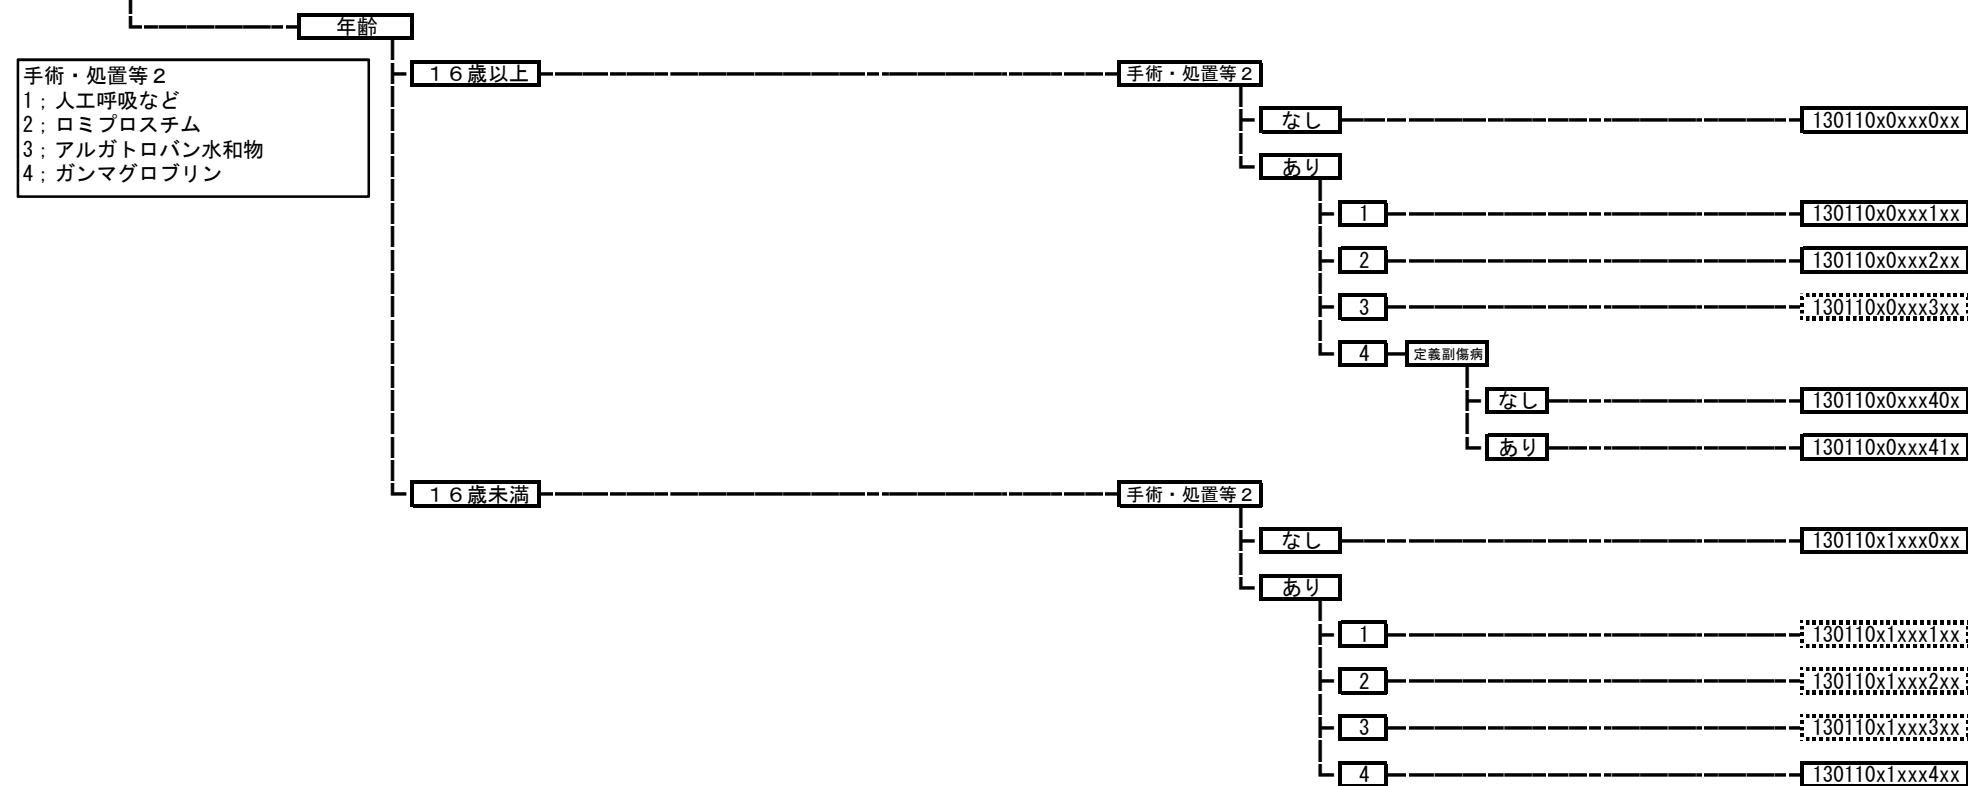 年齢
手術・処置等２
1；人工呼吸など
2；ロミプロスチム
3；アルガトロバン水和物
4；ガンマグロブリン
１６歳以上
手術・処置等２
なし
130110x0xxx0xx
あり
1
130110x0xxx1xx
2
130110x0xxx2xx
3
130110x0xxx3xx
4
定義副傷病
なし
130110x0xxx40x
あり
130110x0xxx41x
１６歳未満
手術・処置等２
なし
130110x1xxx0xx
あり
1
130110x1xxx1xx
2
130110x1xxx2xx
3
130110x1xxx3xx
4
130110x1xxx4xx